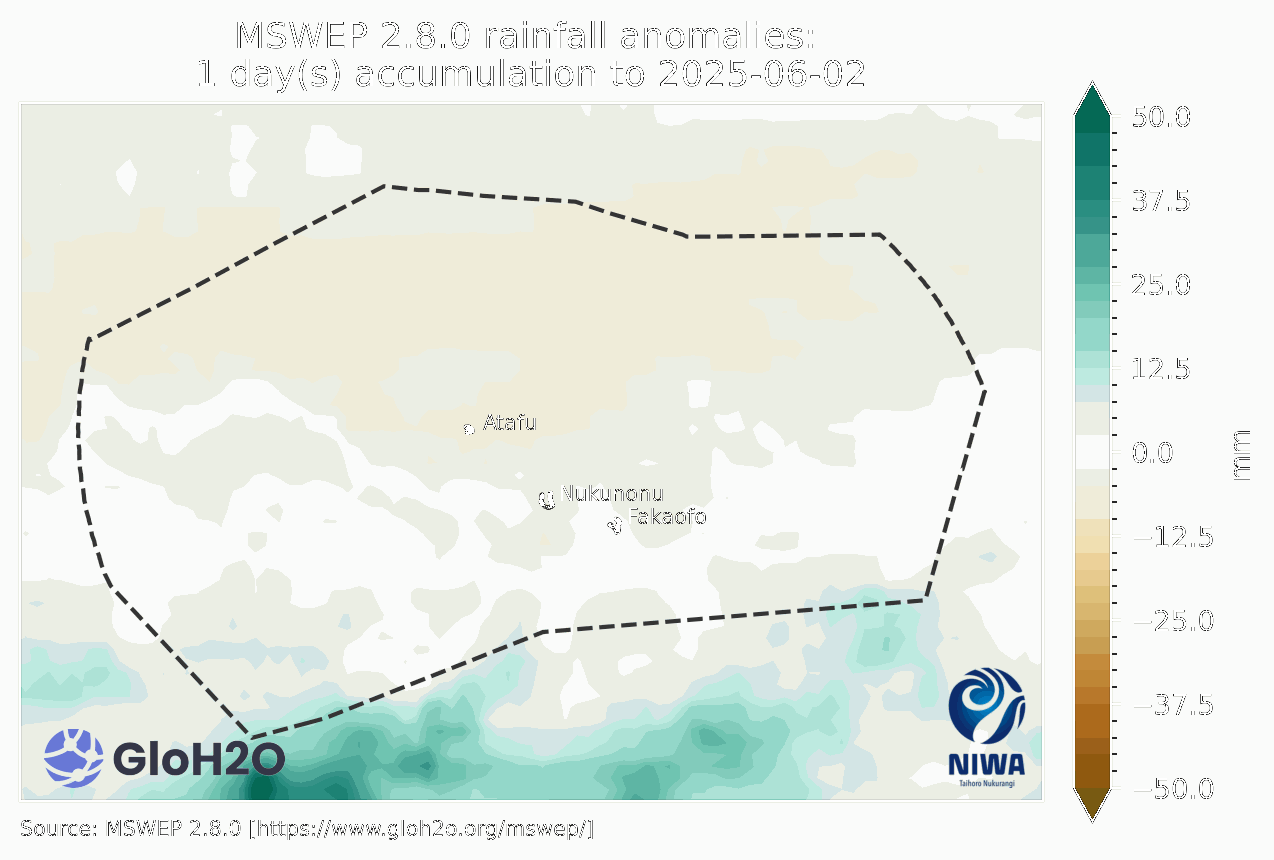 MSWEP 2.8.0 rainfall anomalies:
1 day(s) accumulation to 2025-06-02
50.0
37.5
25.0
12.5
0.0
−12.5
−25.0
−37.5
−50.0
mm
Atafu
Nukunonu
Fakaofo
GloH2O
NIWA
Taihoro Nukurangi
Source: MSWEP 2.8.0 [https://www.gloh2o.org/mswep/]